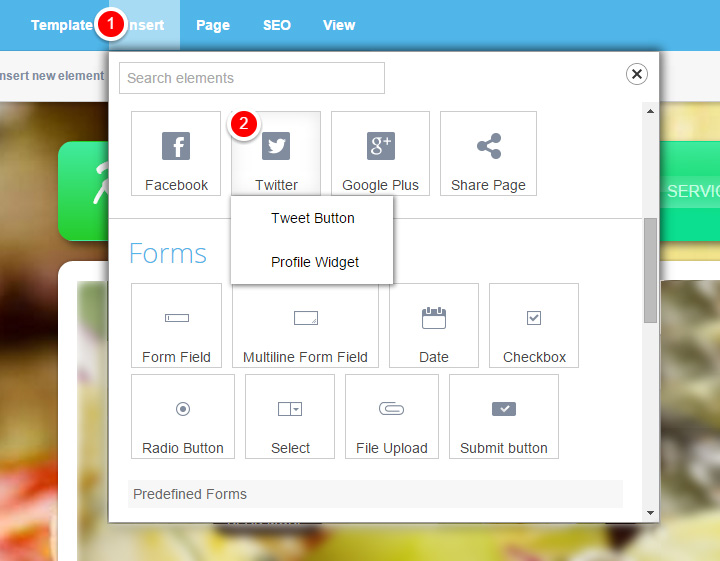 Template 1 Insert Page SEO View
nsert new element
Search elements
2
Facebook Twitter Google Plus Share Page
SERVIC
Tweet Button
Forms
Profile Widget
Form Field Multiline Form Field Date Checkbox
Radio Button Select File Upload Submit button
Predefined Forms